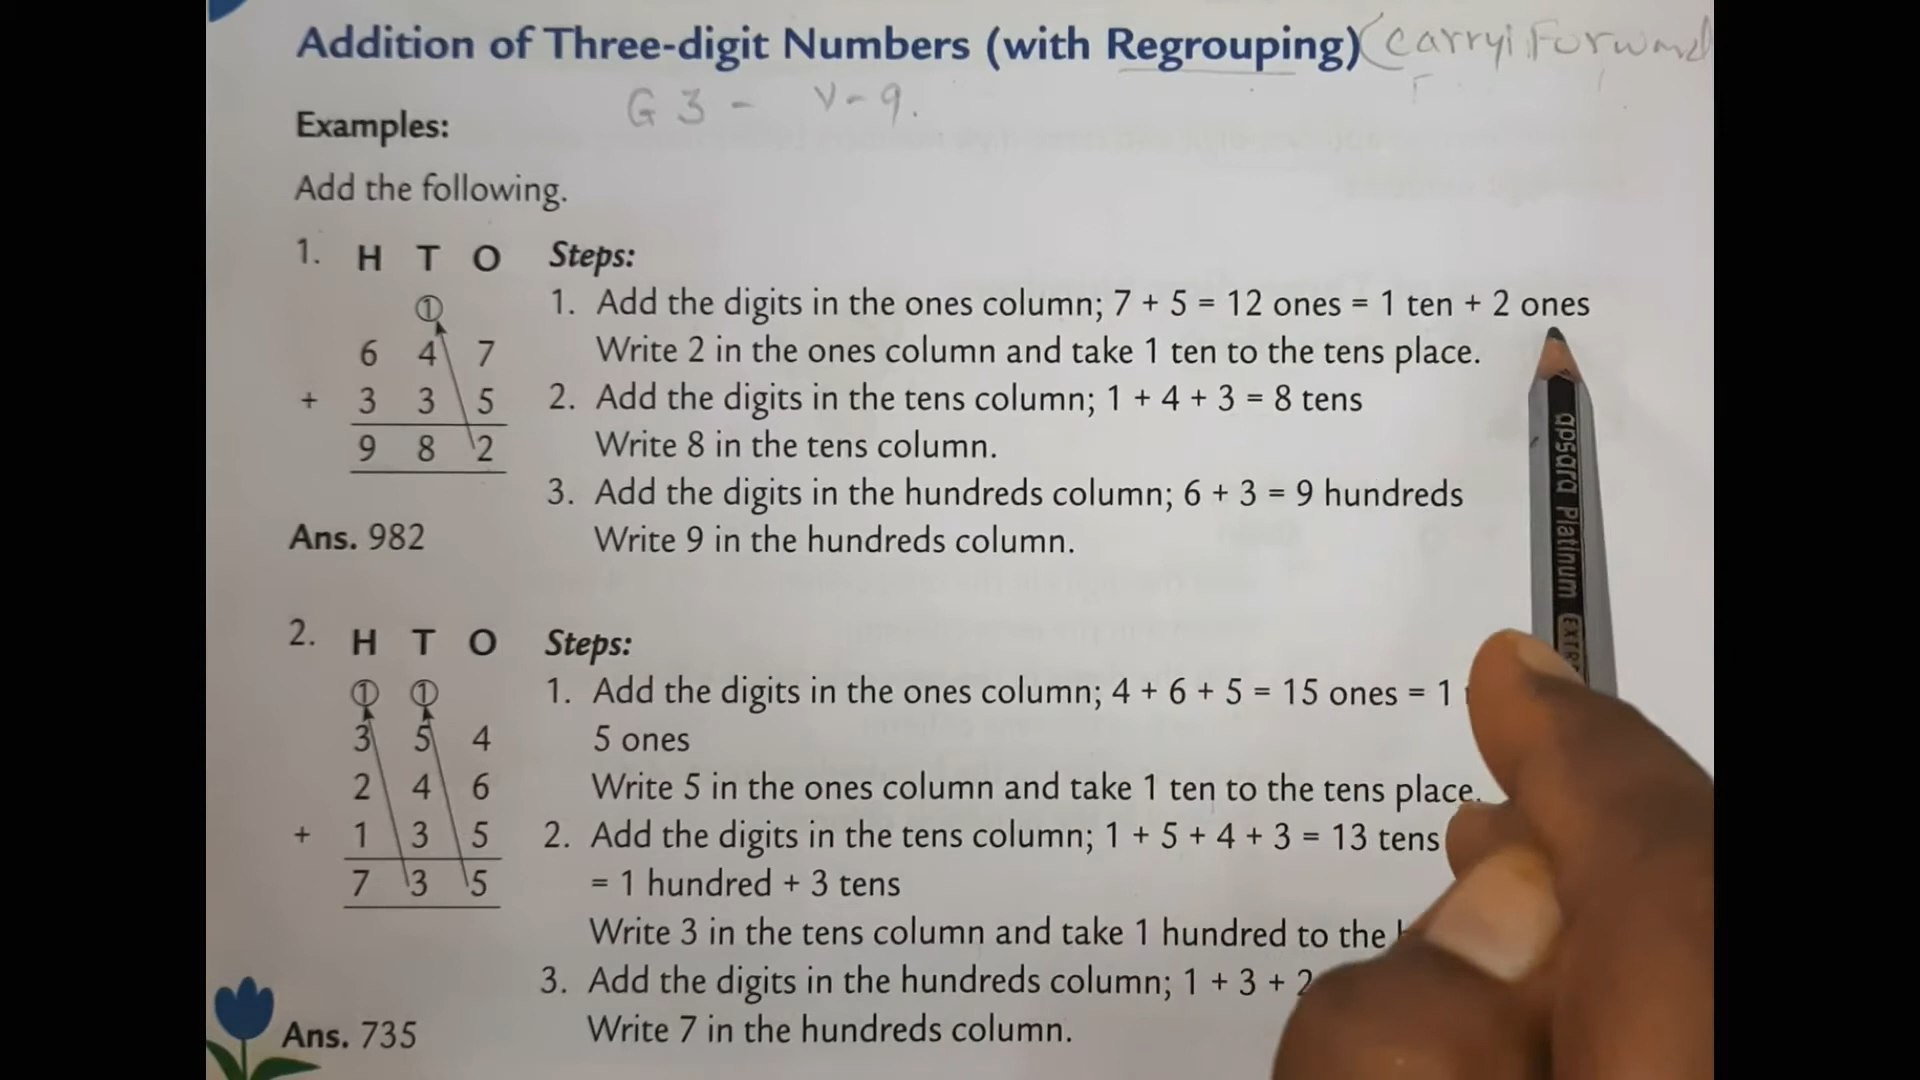 Addition of Three-digit Numbers (with Regrouping) (carryi Forward
G 3 - V-9.
Examples:
Add the following.
1. H T O
①
6 4 7
+ 3 3 5
9 8 2
Ans. 982
Steps:
1. Add the digits in the ones column; 7 + 5 = 12 ones = 1 ten + 2 ones
Write 2 in the ones column and take 1 ten to the tens place.
2. Add the digits in the tens column; 1 + 4 + 3 = 8 tens
Write 8 in the tens column.
3. Add the digits in the hundreds column; 6 + 3 = 9 hundreds
Write 9 in the hundreds column.
2. H T O
① ①
3 5 4
2 4 6
+ 1 3 5
7 3 5
Ans. 735
Steps:
1. Add the digits in the ones column; 4 + 6 + 5 = 15 ones = 1
5 ones
Write 5 in the ones column and take 1 ten to the tens place.
2. Add the digits in the tens column; 1 + 5 + 4 + 3 = 13 tens
= 1 hundred + 3 tens
Write 3 in the tens column and take 1 hundred to the
3. Add the digits in the hundreds column; 1 + 3 + 2
Write 7 in the hundreds column.
apsara Platinum EXTR